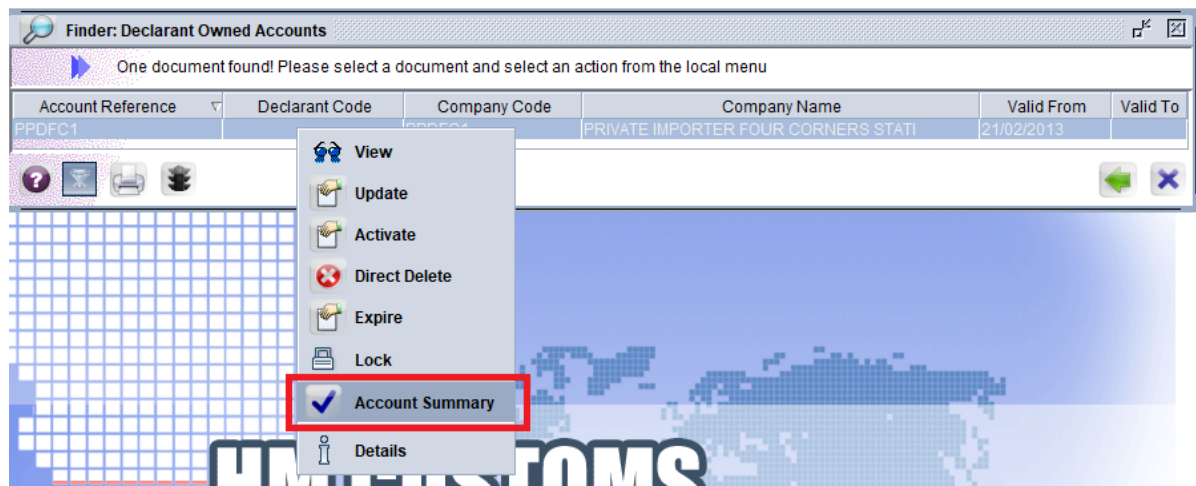 Finder: Declarant Owned Accounts
One document found! Please select a document and select an action from the local menu
Account Reference Declarant Code Company Code Company Name Valid From Valid To
PPDFC1 PPDFC1 PRIVATE IMPORTER FOUR CORNERS STATI 21/02/2013
View
Update
Activate
Direct Delete
Expire
Lock
Account Summary
Details